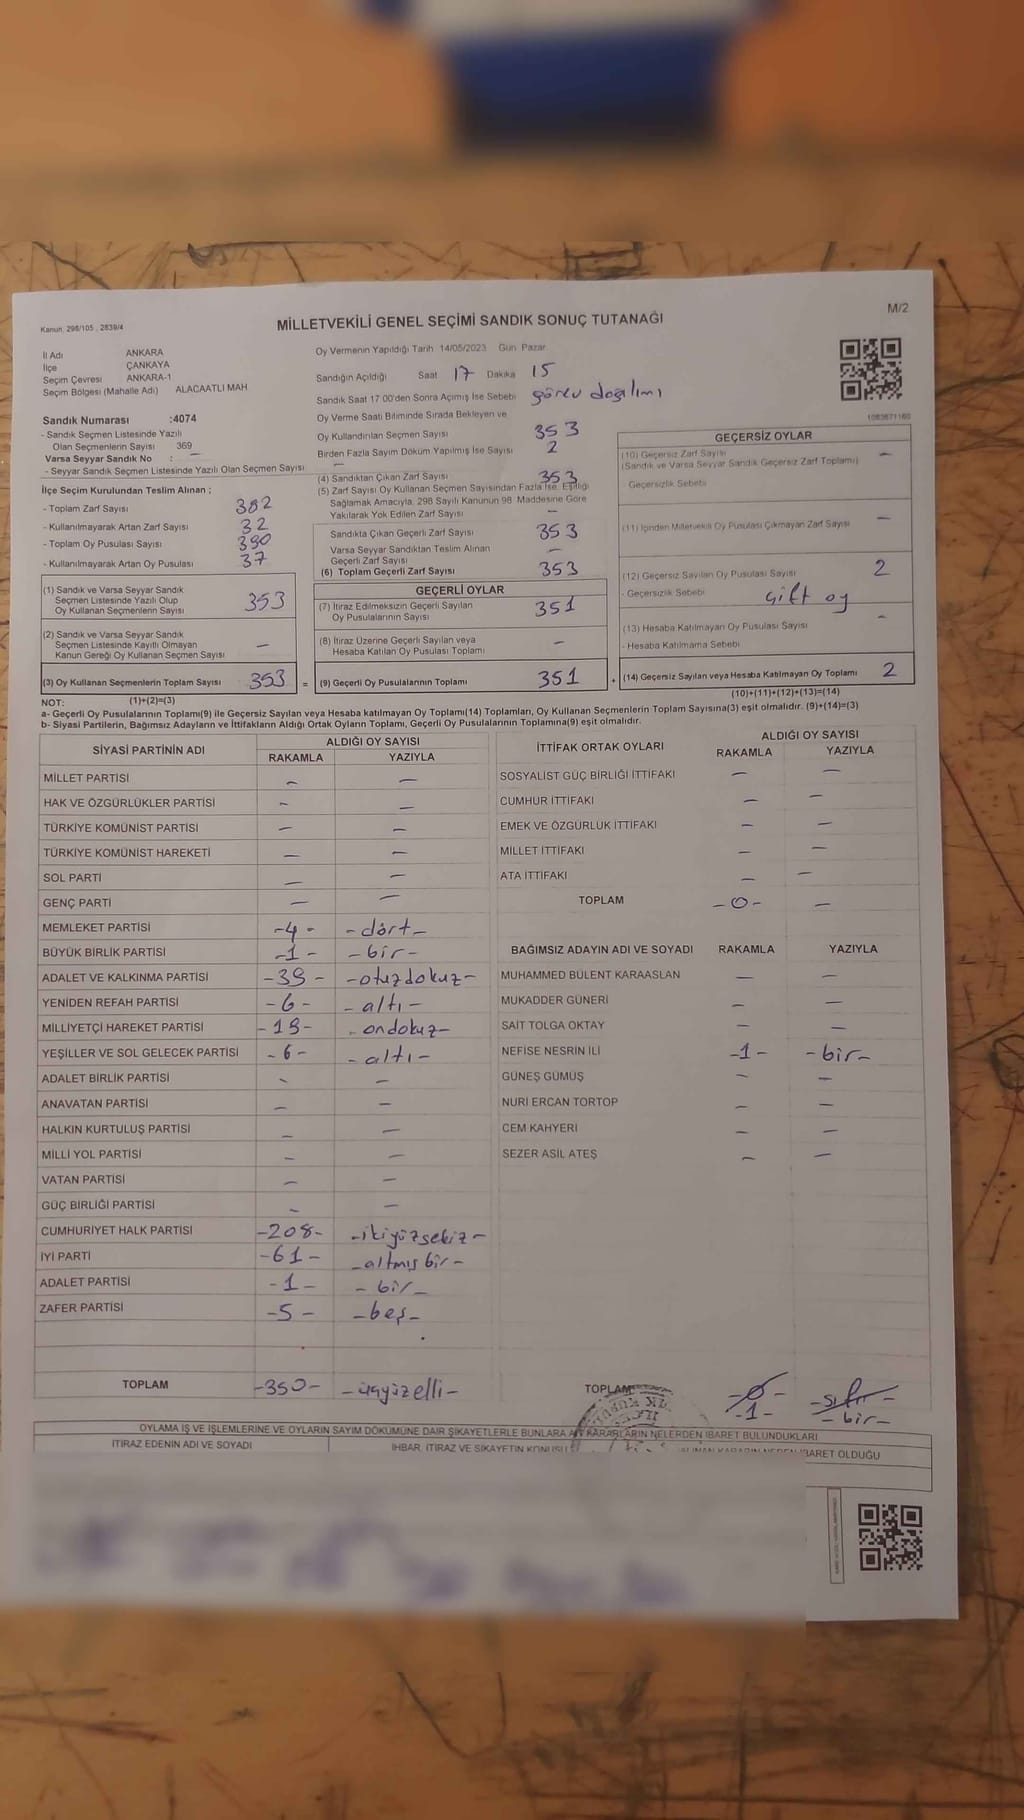 M/2
Kanun: 298/105 , 2839/4
MİLLETVEKİLİ GENEL SEÇİMİ SANDIK SONUÇ TUTANAĞI
İl Adı ANKARA
İlçe ÇANKAYA
Seçim Çevresi ANKARA-1
Seçim Bölgesi (Mahalle Adı) ALACAATLI MAH
Sandık Numarası :4074
- Sandık Seçmen Listesinde Yazılı
Olan Seçmenlerin Sayısı 369
Varsa Seyyar Sandık No : —
- Seyyar Sandık Seçmen Listesinde Yazılı Olan Seçmen Sayısı —
Oy Vermenin Yapıldığı Tarih 14/05/2023 Gün Pazar
Sandığın Açıldığı Saat 17 Dakika 15
Sandık Saat 17 00'den Sonra Açımış İse Sebebi görev doğalımı
Oy Verme Saati Bitiminde Sırada Bekleyen ve
Oy Kullandırılan Seçmen Sayısı 353
Birden Fazla Sayım Döküm Yapılmış İse Sayısı 2
(4) Sandıktan Çıkan Zarf Sayısı 353
(5) Zarf Sayısı Oy Kullanan Seçmen Sayısından Fazla İse, Eşitliği
Sağlamak Amacıyla, 298 Sayılı Kanunun 98. Maddesine Göre
Yakılarak Yok Edilen Zarf Sayısı —
1083671160
İlçe Seçim Kurulundan Teslim Alınan ;
- Toplam Zarf Sayısı 382
- Kullanılmayarak Artan Zarf Sayısı 32
- Toplam Oy Pusulası Sayısı 390
- Kullanılmayarak Artan Oy Pusulası 37
Sandıkta Çıkan Geçerli Zarf Sayısı 353
Varsa Seyyar Sandıktan Teslim Alınan
Geçerli Zarf Sayısı —
(6) Toplam Geçerli Zarf Sayısı 353
GEÇERSİZ OYLAR
(10) Geçersiz Zarf Sayısı —
(Sandık ve Varsa Seyyar Sandık Geçersiz Zarf Toplamı)
Geçersizlik Sebebi
(11) İçinden Milletvekili Oy Pusulası Çıkmayan Zarf Sayısı —
(12) Geçersiz Sayılan Oy Pusulası Sayısı 2
- Geçersizlik Sebebi çift oy
(13) Hesaba Katılmayan Oy Pusulası Sayısı —
- Hesaba Katılmama Sebebi
(14) Geçersiz Sayılan veya Hesaba Katılmayan Oy Toplamı 2
(10)+(11)+(12)+(13)=(14)
(1) Sandık ve Varsa Seyyar Sandık
Seçmen Listesinde Yazılı Olup
Oy Kullanan Seçmenlerin Sayısı 353
(2) Sandık ve Varsa Seyyar Sandık
Seçmen Listesinde Kayıtlı Olmayan
Kanun Gereği Oy Kullanan Seçmen Sayısı —
(3) Oy Kullanan Seçmenlerin Toplam Sayısı 353 =
GEÇERLİ OYLAR
(7) İtiraz Edilmeksizin Geçerli Sayılan
Oy Pusulalarının Sayısı 351
(8) İtiraz Üzerine Geçerli Sayılan veya
Hesaba Katılan Oy Pusulası Toplamı —
(9) Geçerli Oy Pusulalarının Toplamı 351 +
NOT: (1)+(2)=(3)
a- Geçerli Oy Pusulalarının Toplamı(9) ile Geçersiz Sayılan veya Hesaba katılmayan Oy Toplamı(14) Toplamları, Oy Kullanan Seçmenlerin Toplam Sayısına(3) eşit olmalıdır. (9)+(14)=(3)
b- Siyasi Partilerin, Bağımsız Adayların ve İttifakların Aldığı Ortak Oyların Toplamı, Geçerli Oy Pusulalarının Toplamına(9) eşit olmalıdır.
SİYASİ PARTİNİN ADI ALDIĞI OY SAYISI
RAKAMLA YAZIYLA
MİLLET PARTİSİ — —
HAK VE ÖZGÜRLÜKLER PARTİSİ — —
TÜRKİYE KOMÜNİST PARTİSİ — —
TÜRKİYE KOMÜNİST HAREKETİ — —
SOL PARTİ — —
GENÇ PARTİ — —
MEMLEKET PARTİSİ -4- -dört-
BÜYÜK BİRLİK PARTİSİ -1- -bir-
ADALET VE KALKINMA PARTİSİ -39- -otuzdokuz-
YENİDEN REFAH PARTİSİ -6- -altı-
MİLLİYETÇİ HAREKET PARTİSİ -19- -ondokuz-
YEŞİLLER VE SOL GELECEK PARTİSİ -6- -altı-
ADALET BİRLİK PARTİSİ — —
ANAVATAN PARTİSİ — —
HALKIN KURTULUŞ PARTİSİ — —
MİLLİ YOL PARTİSİ — —
VATAN PARTİSİ — —
GÜÇ BİRLİĞİ PARTİSİ — —
CUMHURİYET HALK PARTİSİ -208- -ikiyüzsekiz-
İYİ PARTİ -61- -altmış bir-
ADALET PARTİSİ -1- -bir-
ZAFER PARTİSİ -5- -beş-
TOPLAM -350- -üçyüzelli-
İTTİFAK ORTAK OYLARI ALDIĞI OY SAYISI
RAKAMLA YAZIYLA
SOSYALİST GÜÇ BİRLİĞİ İTTİFAKI — —
CUMHUR İTTİFAKI — —
EMEK VE ÖZGÜRLÜK İTTİFAKI — —
MİLLET İTTİFAKI — —
ATA İTTİFAKI — —
TOPLAM -0- —
BAĞIMSIZ ADAYIN ADI VE SOYADI RAKAMLA YAZIYLA
MUHAMMED BÜLENT KARAASLAN — —
MUKADDER GÜNERİ — —
SAİT TOLGA OKTAY — —
NEFİSE NESRİN İLİ -1- -bir-
GÜNEŞ GÜMÜŞ — —
NURİ ERCAN TORTOP — —
CEM KAHYERİ — —
SEZER ASİL ATEŞ — —
TOPLAM -0- -sıfır-
-1- -bir-
OYLAMA İŞ VE İŞLEMLERİNE VE OYLARIN SAYIM DÖKÜMÜNE DAİR ŞİKAYETLERLE BUNLARA AİT KARARLARIN NELERDEN İBARET BULUNDUKLARI
İTİRAZ EDENİN ADI VE SOYADI İHBAR, İTİRAZ VE ŞİKAYETİN KONUSU ALINAN KARARIN NEDEN İBARET OLDUĞU